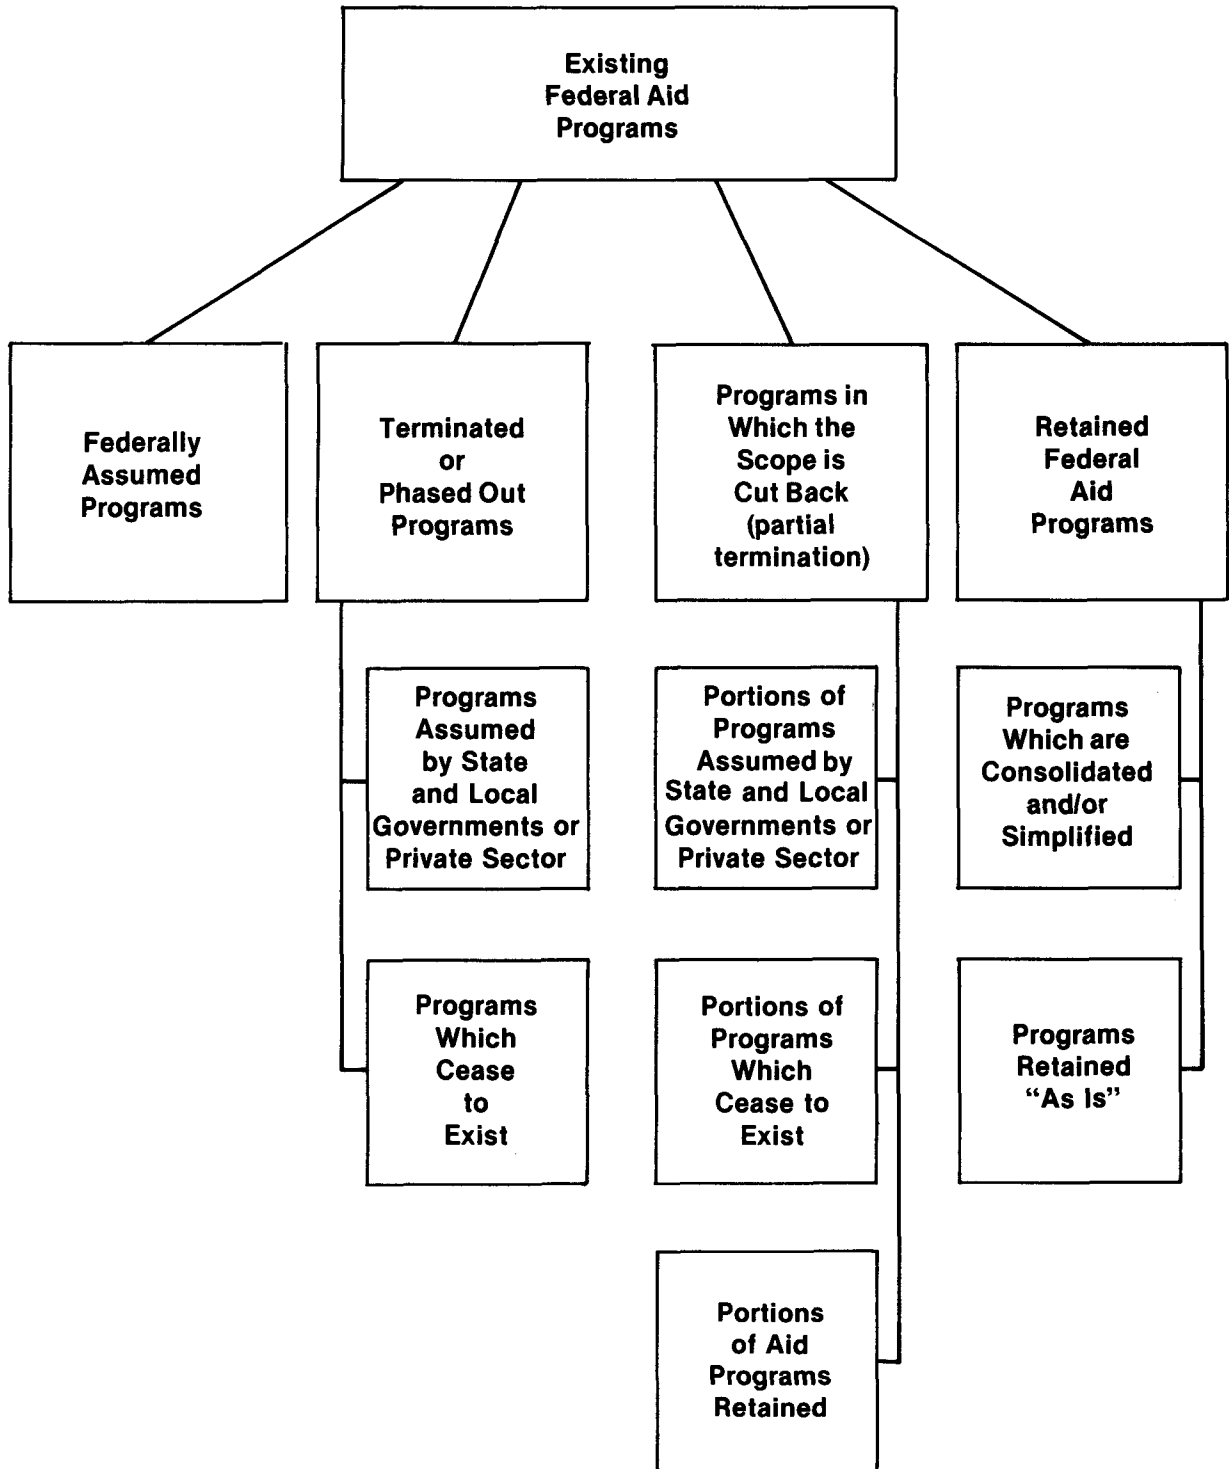 Existing
Federal Aid
Programs
Federally
Assumed
Programs
Terminated
or
Phased Out
Programs
Programs in
Which the
Scope is
Cut Back
(partial
termination)
Retained
Federal
Aid
Programs
Programs
Assumed
by State
and Local
Governments or
Private Sector
Portions of
Programs
Assumed by
State and Local
Governments or
Private Sector
Programs
Which are
Consolidated
and/or
Simplified
Programs
Which
Cease
to
Exist
Portions of
Programs
Which
Cease to
Exist
Programs
Retained
“As Is”
Portions
of Aid
Programs
Retained